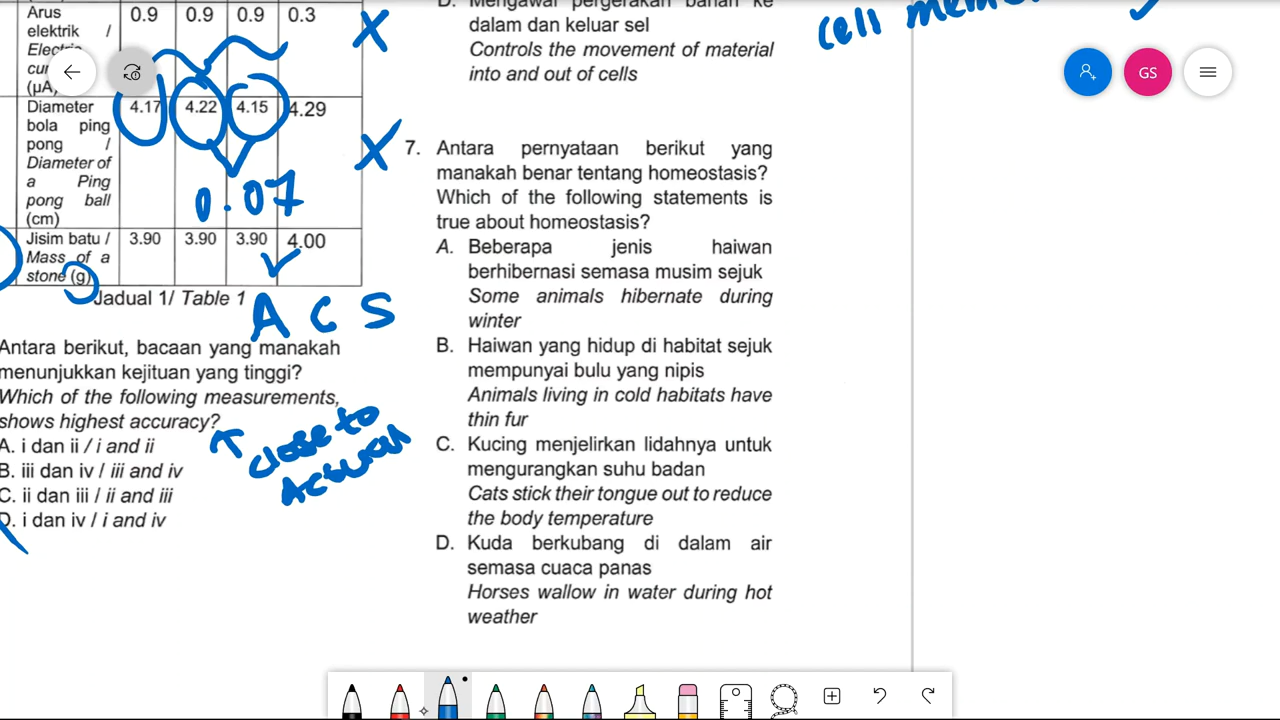 Arus 0.9 0.9 0.9 0.3 X
elektrik /
(µA)
Diameter 4.17 4.22 4.15 4.29
bola ping
pong / X
Diameter of
a Ping
pong ball
(cm)
0.07
Jisim batu / 3.90 3.90 3.90 4.00
Mass of a
stone (g)
Jadual 1/ Table 1
A C S
Antara berikut, bacaan yang manakah
menunjukkan kejituan yang tinggi?
Which of the following measurements,
shows highest accuracy?
close to
Actual
A. i dan ii / i and ii
B. iii dan iv / iii and iv
C. ii dan iii / ii and iii
D. i dan iv / i and iv
D. Mengawal pergerakan bahan ke
dalam dan keluar sel
Controls the movement of material
into and out of cells
cell
GS
7. Antara pernyataan berikut yang
manakah benar tentang homeostasis?
Which of the following statements is
true about homeostasis?
A. Beberapa jenis haiwan
berhibernasi semasa musim sejuk
Some animals hibernate during
winter
B. Haiwan yang hidup di habitat sejuk
mempunyai bulu yang nipis
Animals living in cold habitats have
thin fur
C. Kucing menjelirkan lidahnya untuk
mengurangkan suhu badan
Cats stick their tongue out to reduce
the body temperature
D. Kuda berkubang di dalam air
semasa cuaca panas
Horses wallow in water during hot
weather